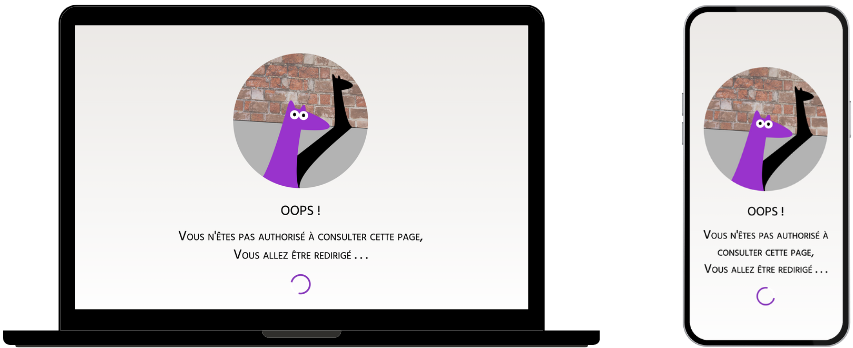 OOPS !
Vous n'êtes pas authorisé à consulter cette page,
Vous allez être redirigé . . .
OOPS !
Vous n'êtes pas authorisé à
consulter cette page,
Vous allez être redirigé . . .